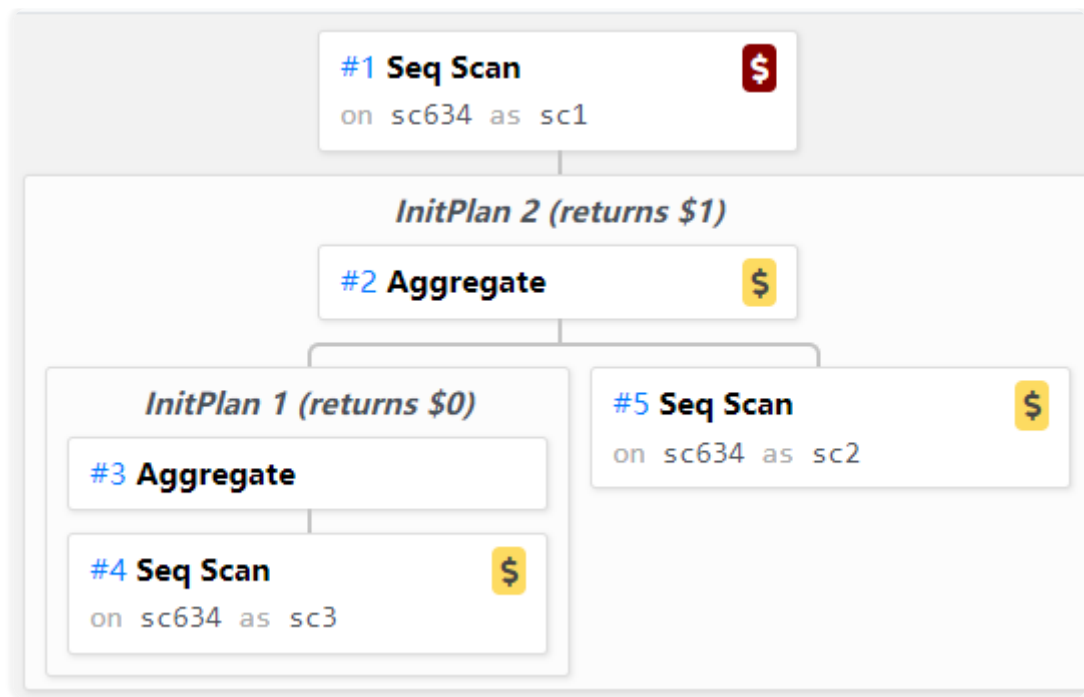 #1 Seq Scan $
on sc634 as sc1
InitPlan 2 (returns $1)
#2 Aggregate $
InitPlan 1 (returns $0)
#3 Aggregate
#4 Seq Scan $
on sc634 as sc3
#5 Seq Scan $
on sc634 as sc2